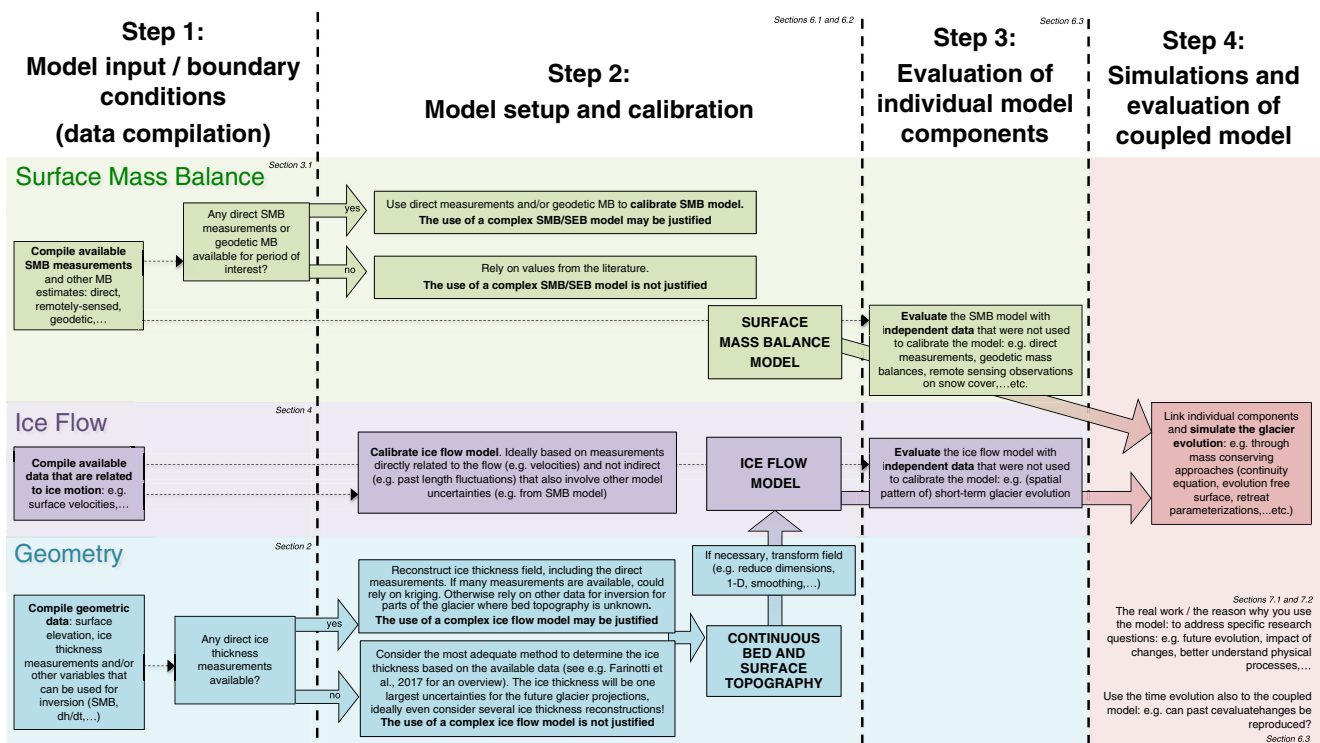 Step 1:
Model input / boundary
conditions
(data compilation)
Sections 6.1 and 6.2
Step 2:
Model setup and calibration
Section 6.3
Step 3:
Evaluation of
individual model
components
Step 4:
Simulations and
evaluation of
coupled model
Section 3.1
Surface Mass Balance
Compile available
SMB measurements
and other MB
estimates: direct,
remotely-sensed,
geodetic,...
Any direct SMB
measurements or
geodetic MB
available for period of
interest?
yes
no
Use direct measurements and/or geodetic MB to calibrate SMB model.
The use of a complex SMB/SEB model may be justified
Rely on values from the literature.
The use of a complex SMB/SEB model is not justified
SURFACE
MASS BALANCE
MODEL
Evaluate the SMB model with
independent data that were not used
to calibrate the model: e.g. direct
measurements, geodetic mass
balances, remote sensing observations
on snow cover,...etc.
Section 4
Ice Flow
Compile available
data that are related
to ice motion: e.g.
surface velocities,...
Calibrate ice flow model. Ideally based on measurements
directly related to the flow (e.g. velocities) and not indirect
(e.g. past length fluctuations) that also involve other model
uncertainties (e.g. from SMB model)
ICE FLOW
MODEL
Evaluate the ice flow model with
independent data that were not used
to calibrate the model: e.g. (spatial
pattern of) short-term glacier evolution
Link individual components
and simulate the glacier
evolution: e.g. through
mass conserving
approaches (continuity
equation, evolution free
surface, retreat
parameterizations,...etc.)
Section 2
Geometry
Compile geometric
data: surface
elevation, ice
thickness
measurements and/or
other variables that
can be used for
inversion (SMB,
dh/dt,...)
Any direct ice
thickness
measurements
available?
yes
no
Reconstruct ice thickness field, including the direct
measurements. If many measurements are available, could
rely on kriging. Otherwise rely on other data for inversion for
parts of the glacier where bed topography is unknown.
The use of a complex ice flow model may be justified
Consider the most adequate method to determine the ice
thickness based on the available data (see e.g. Farinotti et
al., 2017 for an overview). The ice thickness will be one
largest uncertainties for the future glacier projections,
ideally even consider several ice thickness reconstructions!
The use of a complex ice flow model is not justified
If necessary, transform field
(e.g. reduce dimensions,
1-D, smoothing,...)
CONTINUOUS
BED AND
SURFACE
TOPOGRAPHY
Sections 7.1 and 7.2
The real work / the reason why you use
the model: to address specific research
questions: e.g. future evolution, impact of
changes, better understand physical
processes,...
Use the time evolution also to the coupled
model: e.g. can past cevaluatehanges be
reproduced?
Section 6.3